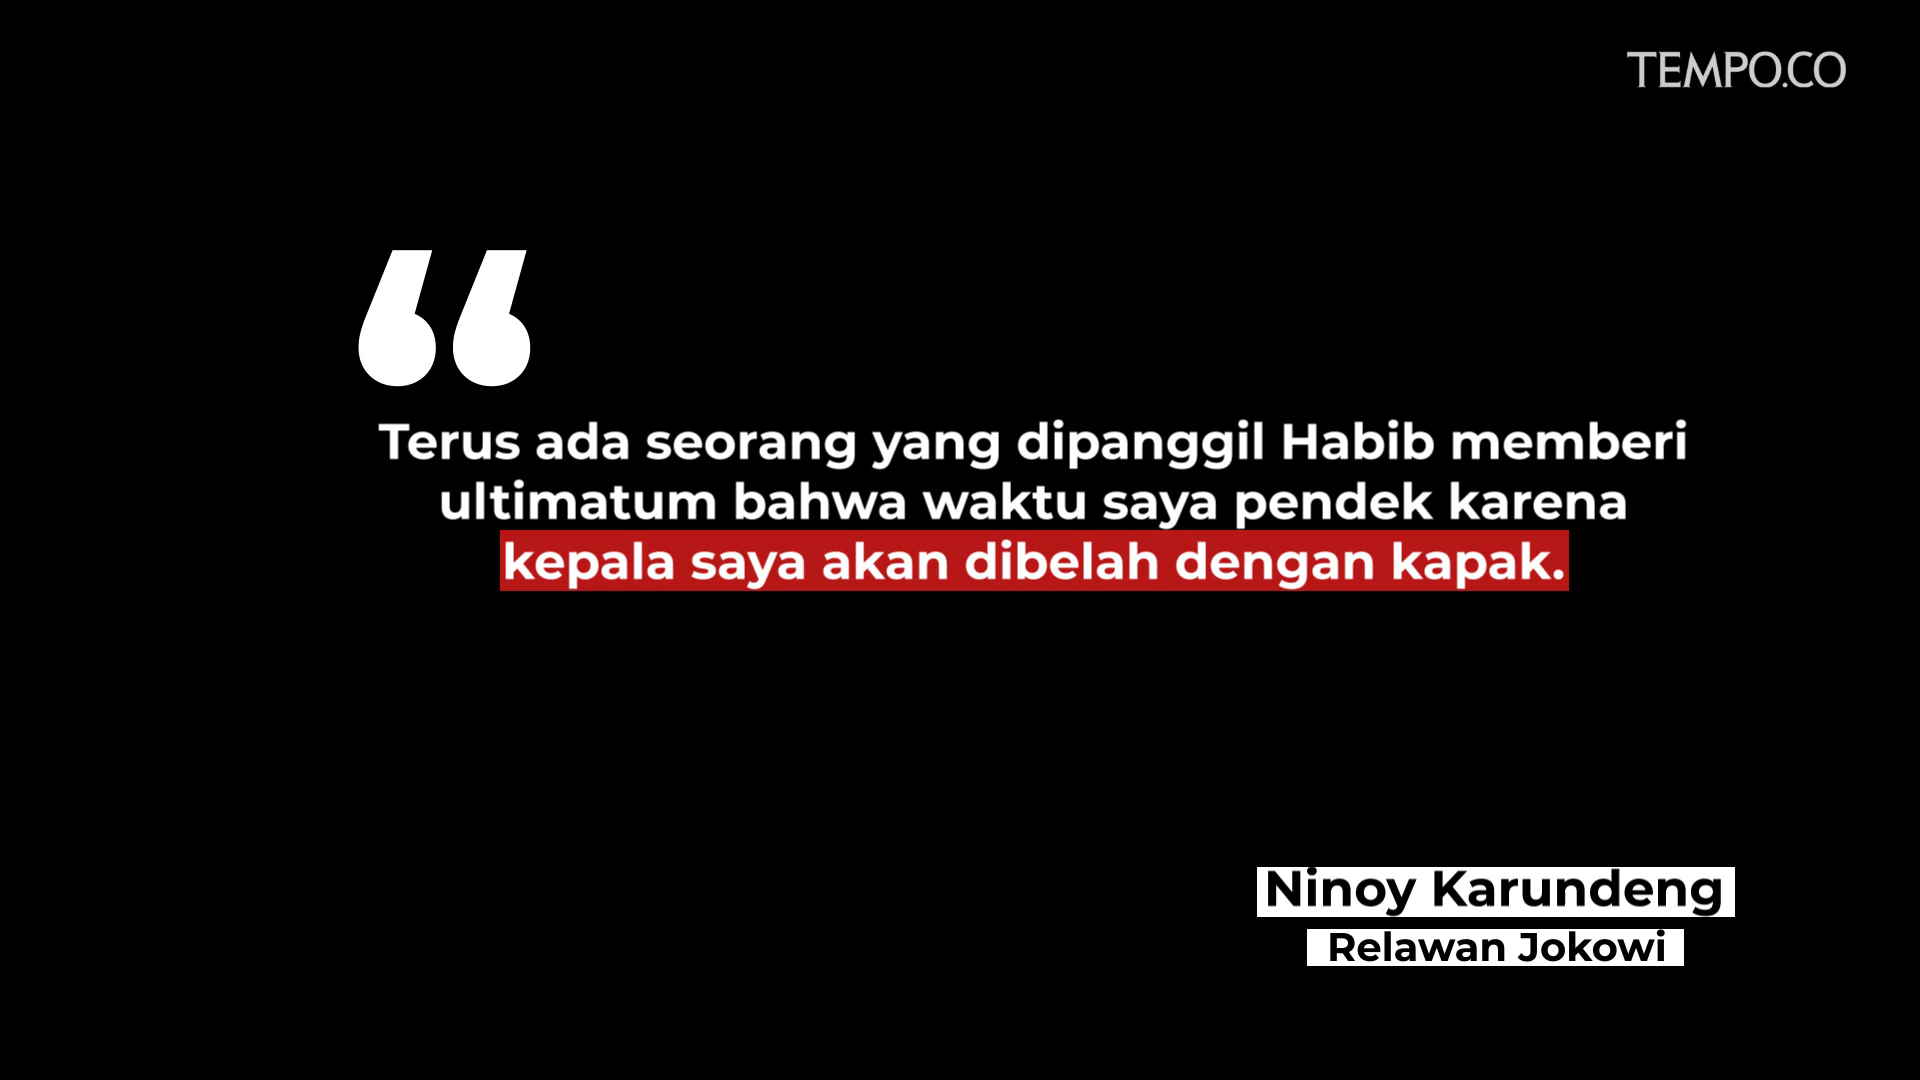 TEMPO.CO
“
Terus ada seorang yang dipanggil Habib memberi
ultimatum bahwa waktu saya pendek karena
kepala saya akan dibelah dengan kapak.
Ninoy Karundeng
Relawan Jokowi